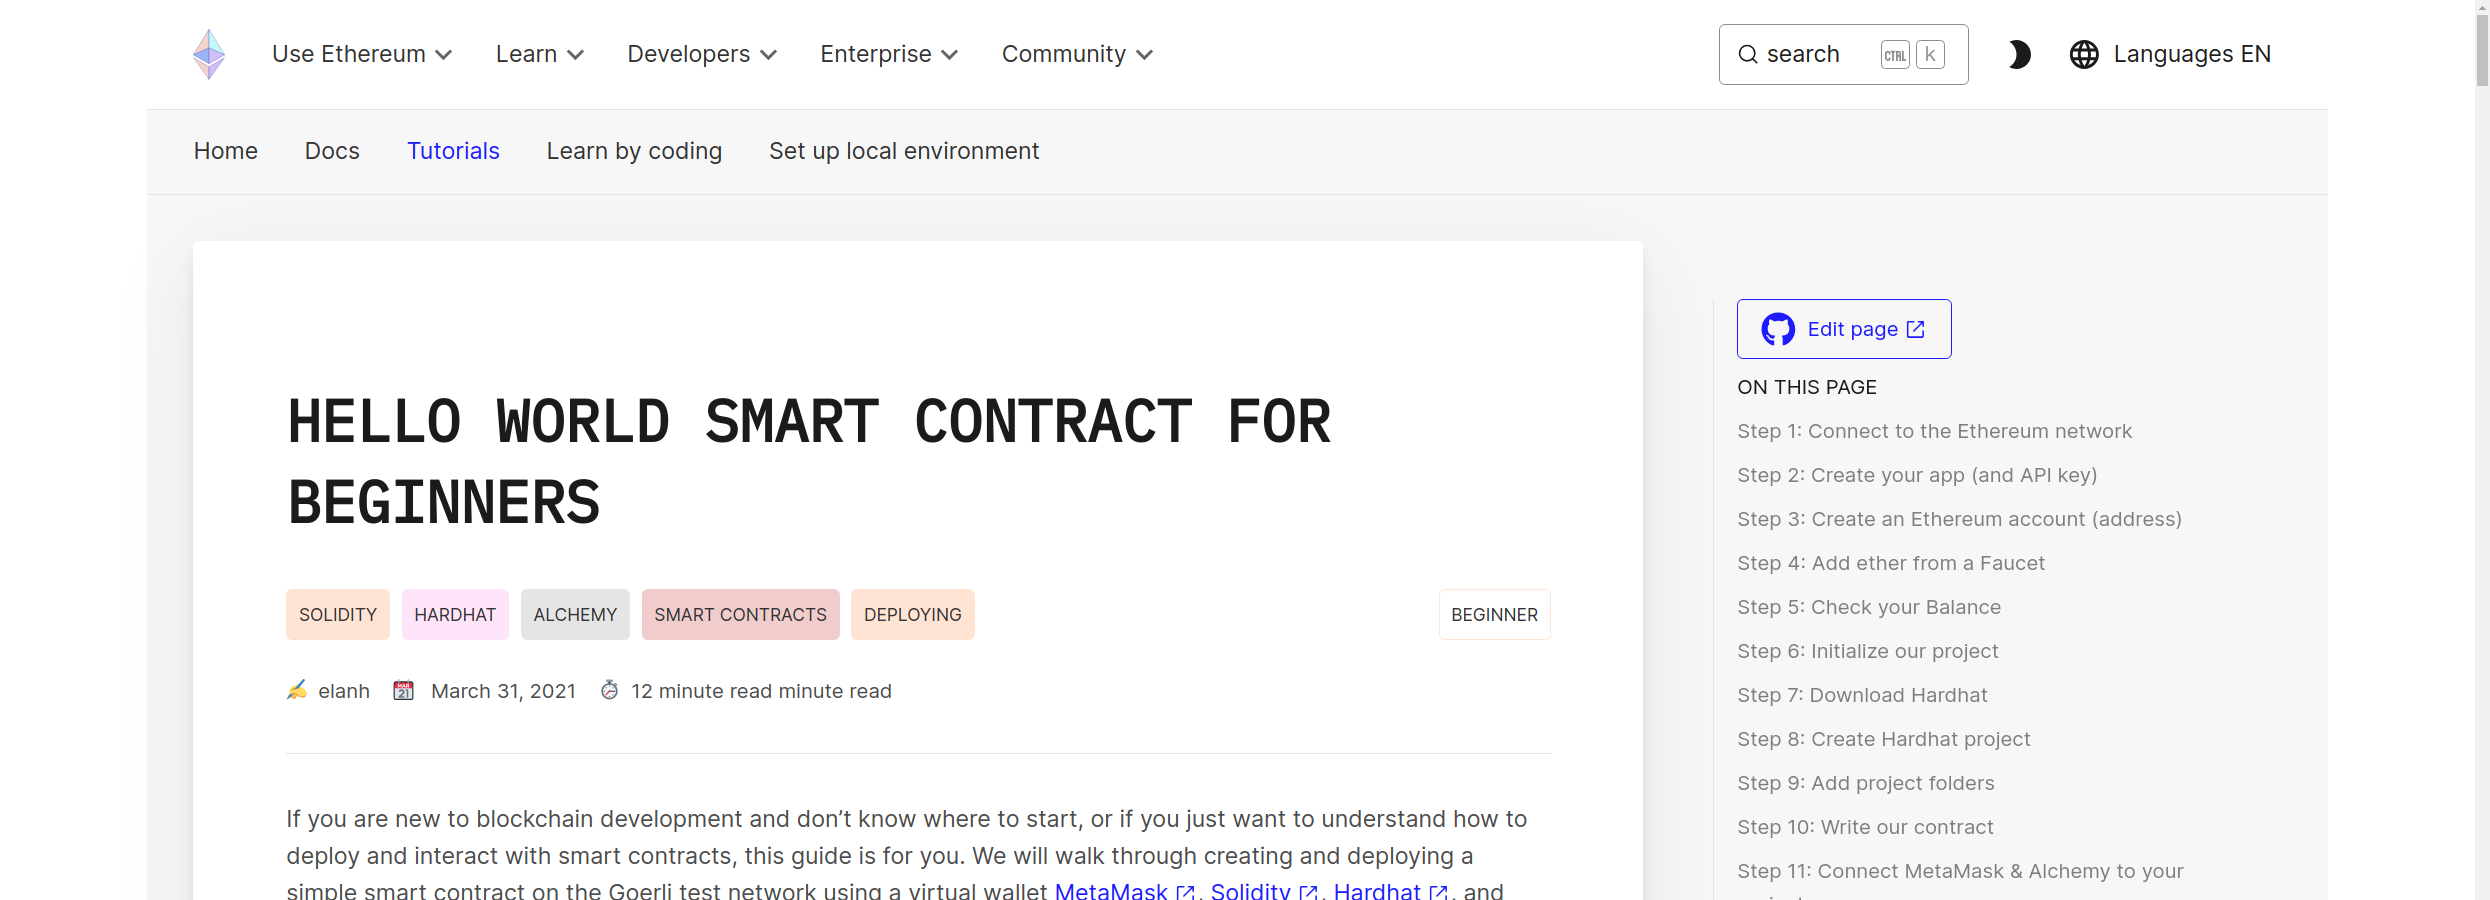 Use Ethereum Learn Developers Enterprise Community search CTRL k Languages EN
Home Docs Tutorials Learn by coding Set up local environment
HELLO WORLD SMART CONTRACT FOR
BEGINNERS
SOLIDITY HARDHAT ALCHEMY SMART CONTRACTS DEPLOYING BEGINNER
elanh March 31, 2021 12 minute read minute read
If you are new to blockchain development and don’t know where to start, or if you just want to understand how to
deploy and interact with smart contracts, this guide is for you. We will walk through creating and deploying a
simple smart contract on the Goerli test network using a virtual wallet MetaMask, Solidity, Hardhat, and
Edit page
ON THIS PAGE
Step 1: Connect to the Ethereum network
Step 2: Create your app (and API key)
Step 3: Create an Ethereum account (address)
Step 4: Add ether from a Faucet
Step 5: Check your Balance
Step 6: Initialize our project
Step 7: Download Hardhat
Step 8: Create Hardhat project
Step 9: Add project folders
Step 10: Write our contract
Step 11: Connect MetaMask & Alchemy to your